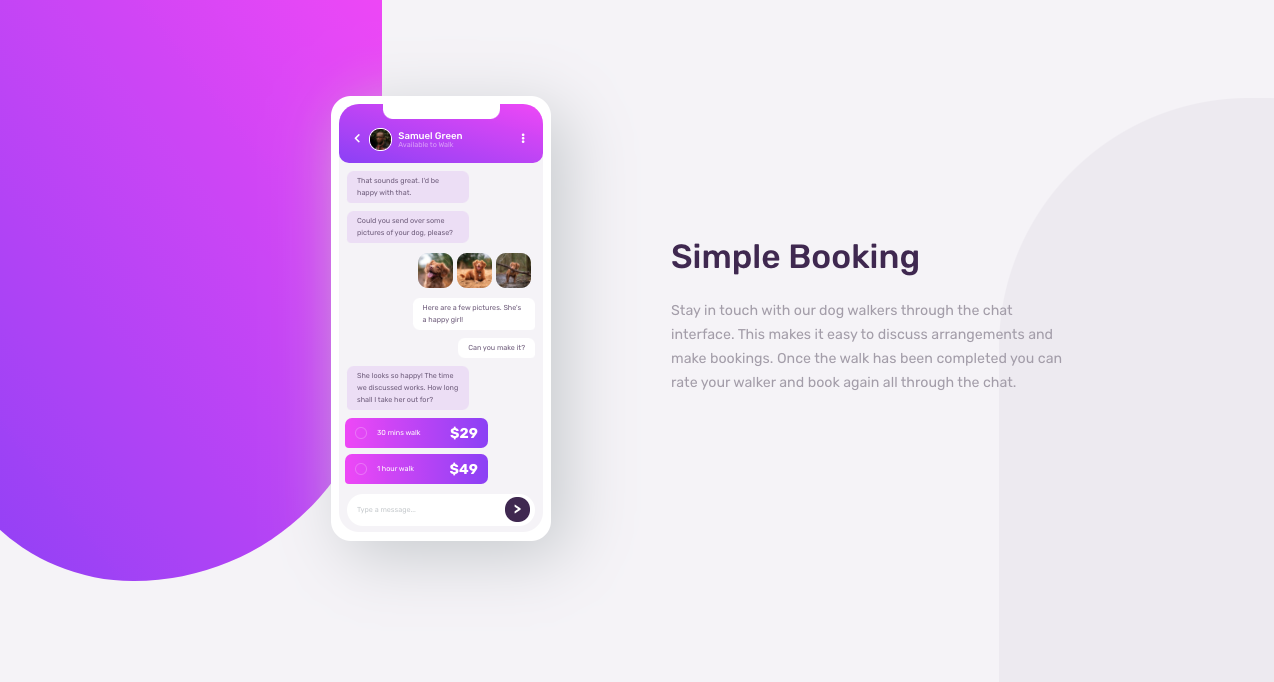 Samuel Green
Available to Walk
That sounds great. I'd be
happy with that.
Could you send over some
pictures of your dog, please?
Here are a few pictures. She's
a happy girl!
Can you make it?
She looks so happy! The time
we discussed works. How long
shall I take her out for?
30 mins walk $29
1 hour walk $49
Type a message...
Simple Booking
Stay in touch with our dog walkers through the chat
interface. This makes it easy to discuss arrangements and
make bookings. Once the walk has been completed you can
rate your walker and book again all through the chat.